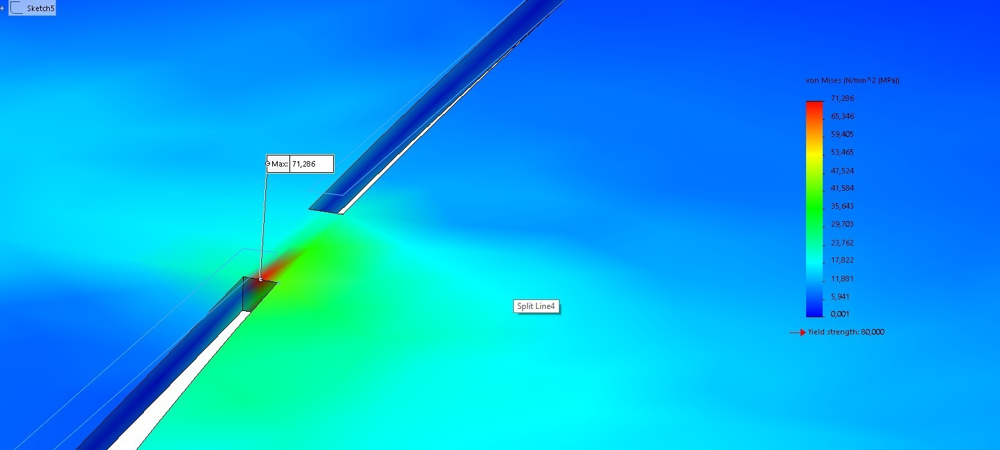 Sketch5
von Mises (N/mm^2 (MPa))
71,286
65,346
59,405
53,465
47,524
41,584
35,643
29,703
23,762
17,822
11,881
5,941
0,001
Yield strength: 80,000
Max: 71,286
Split Line4